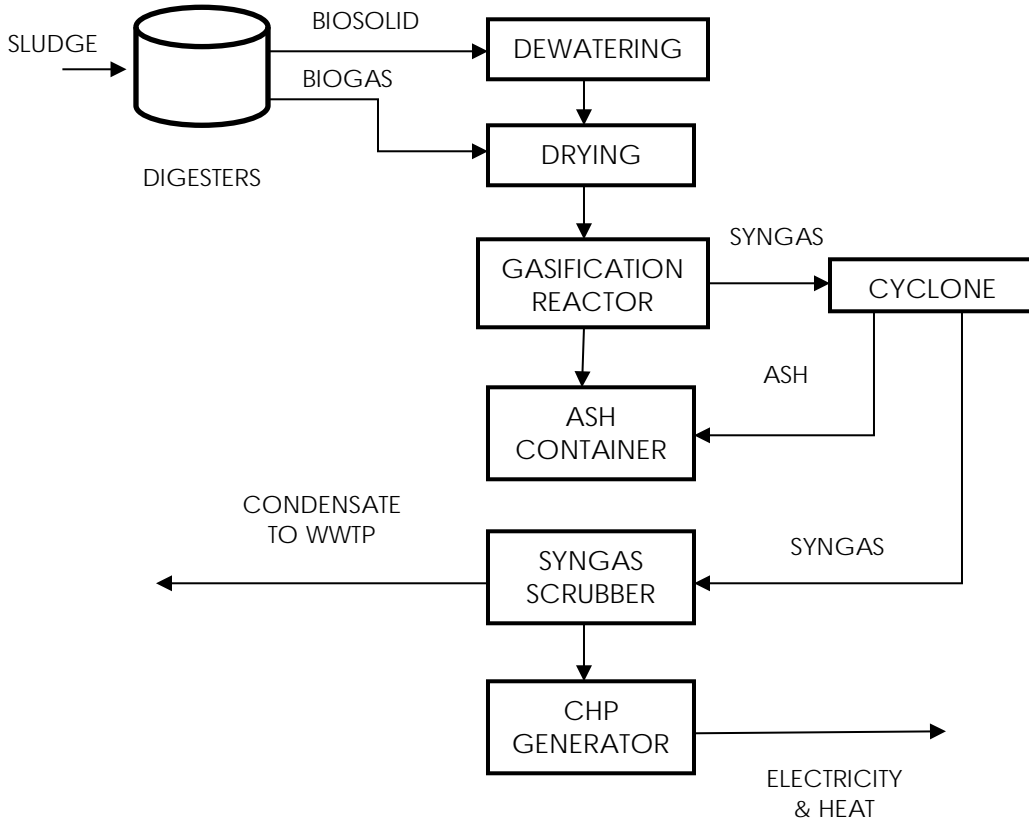 BIOSOLID
SLUDGE
DEWATERING
BIOGAS
DRYING
DIGESTERS
SYNGAS
GASIFICATION
REACTOR
CYCLONE
ASH
ASH
CONTAINER
CONDENSATE
TO WWTP
SYNGAS
SYNGAS
SCRUBBER
CHP
GENERATOR
ELECTRICITY
& HEAT